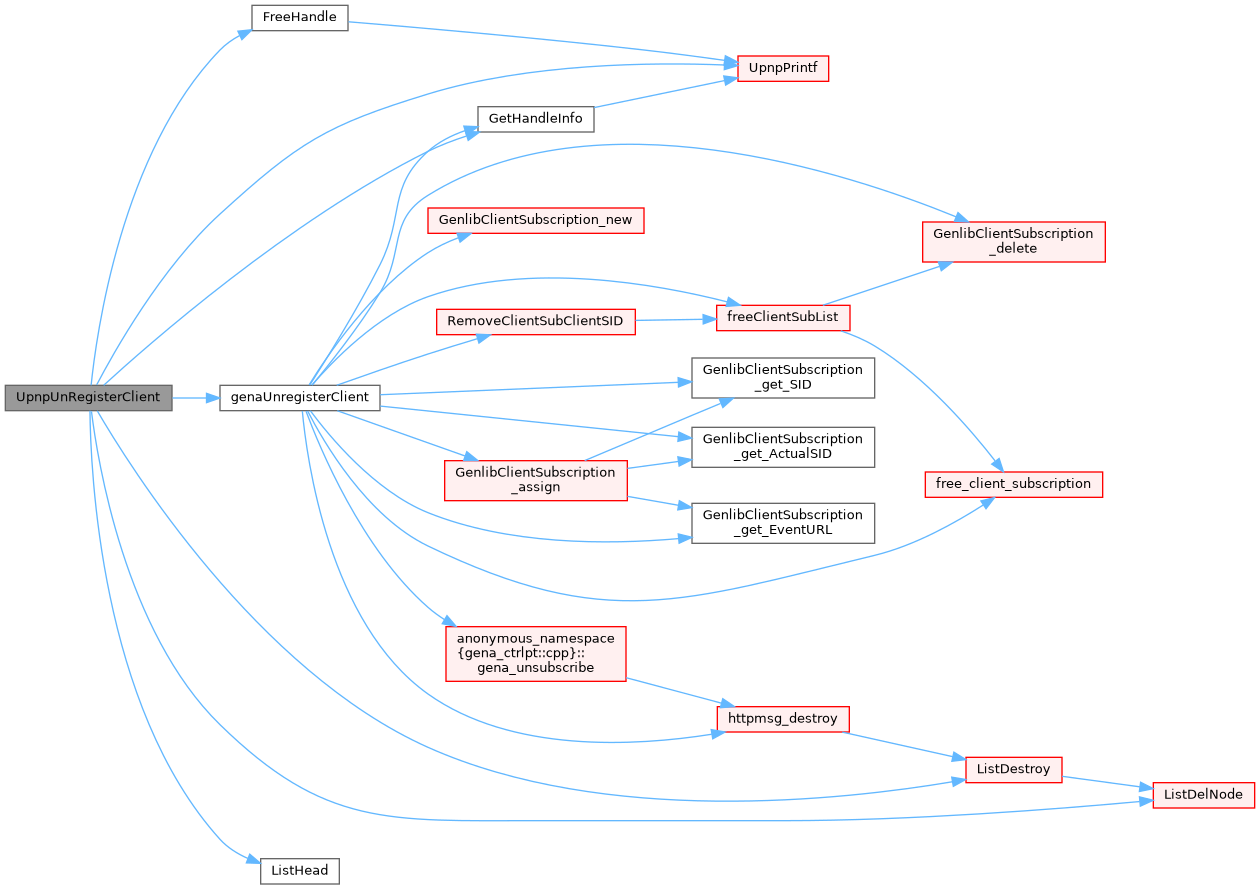 FreeHandle
UpnpPrintf
GetHandleInfo
GenlibClientSubscription_new
GenlibClientSubscription
_delete
RemoveClientSubClientSID
freeClientSubList
GenlibClientSubscription
_get_SID
UpnpUnRegisterClient
genaUnregisterClient
GenlibClientSubscription
_get_ActualSID
GenlibClientSubscription
_assign
free_client_subscription
GenlibClientSubscription
_get_EventURL
anonymous_namespace
{gena_ctrlpt::cpp}::
gena_unsubscribe
httpmsg_destroy
ListDestroy
ListDelNode
ListHead